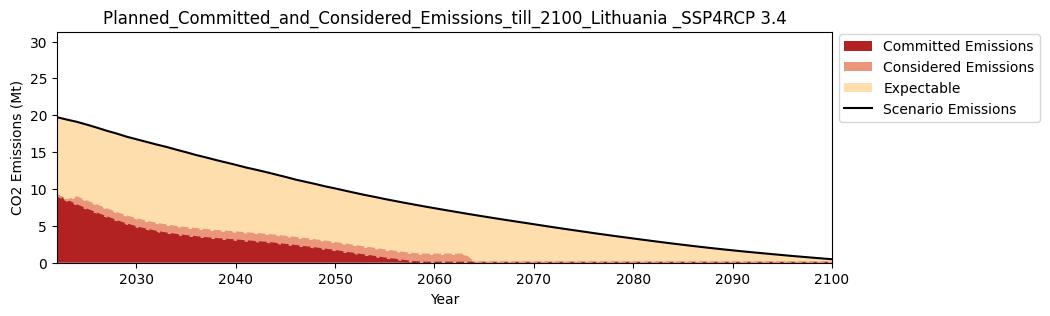 Planned_Committed_and_Considered_Emissions_till_2100_Lithuania _SSP4RCP 3.4
30
25
20
15
10
5
0
CO2 Emissions (Mt)
2030
2040
2050
2060
2070
2080
2090
2100
Year
Committed Emissions
Considered Emissions
Expectable
Scenario Emissions